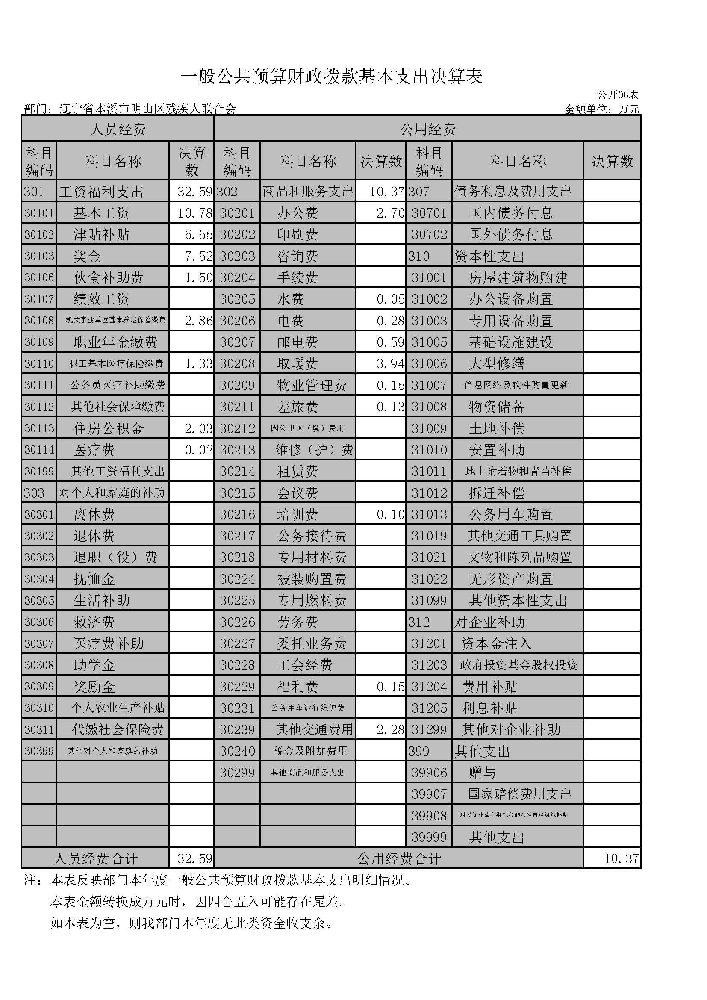 一般公共预算财政拨款基本支出决算表
公开06表
部门：辽宁省本溪市明山区残疾人联合会 金额单位：万元
人员经费 公用经费
科目编码 科目名称 决算数 科目编码 科目名称 决算数 科目编码 科目名称 决算数
301 工资福利支出 32.59 302 商品和服务支出 10.37 307 债务利息及费用支出
30101 基本工资 10.78 30201 办公费 2.70 30701 国内债务付息
30102 津贴补贴 6.55 30202 印刷费 30702 国外债务付息
30103 奖金 7.52 30203 咨询费 310 资本性支出
30106 伙食补助费 1.50 30204 手续费 31001 房屋建筑物购建
30107 绩效工资 30205 水费 0.05 31002 办公设备购置
30108 机关事业单位基本养老保险缴费 2.86 30206 电费 0.28 31003 专用设备购置
30109 职业年金缴费 30207 邮电费 0.59 31005 基础设施建设
30110 职工基本医疗保险缴费 1.33 30208 取暖费 3.94 31006 大型修缮
30111 公务员医疗补助缴费 30209 物业管理费 0.15 31007 信息网络及软件购置更新
30112 其他社会保障缴费 30211 差旅费 0.13 31008 物资储备
30113 住房公积金 2.03 30212 因公出国（境）费用 31009 土地补偿
30114 医疗费 0.02 30213 维修（护）费 31010 安置补助
30199 其他工资福利支出 30214 租赁费 31011 地上附着物和青苗补偿
303 对个人和家庭的补助 30215 会议费 31012 拆迁补偿
30301 离休费 30216 培训费 0.10 31013 公务用车购置
30302 退休费 30217 公务接待费 31019 其他交通工具购置
30303 退职（役）费 30218 专用材料费 31021 文物和陈列品购置
30304 抚恤金 30224 被装购置费 31022 无形资产购置
30305 生活补助 30225 专用燃料费 31099 其他资本性支出
30306 救济费 30226 劳务费 312 对企业补助
30307 医疗费补助 30227 委托业务费 31201 资本金注入
30308 助学金 30228 工会经费 31203 政府投资基金股权投资
30309 奖励金 30229 福利费 0.15 31204 费用补贴
30310 个人农业生产补贴 30231 公务用车运行维护费 31205 利息补贴
30311 代缴社会保险费 30239 其他交通费用 2.28 31299 其他对企业补助
30399 其他对个人和家庭的补助 30240 税金及附加费用 399 其他支出
30299 其他商品和服务支出 39906 赠与
39907 国家赔偿费用支出
39908 对民间非营利组织和群众性自治组织补贴
39999 其他支出
人员经费合计 32.59 公用经费合计 10.37
注：本表反映部门本年度一般公共预算财政拨款基本支出明细情况。
本表金额转换成万元时，因四舍五入可能存在尾差。
如本表为空，则我部门本年度无此类资金收支余。